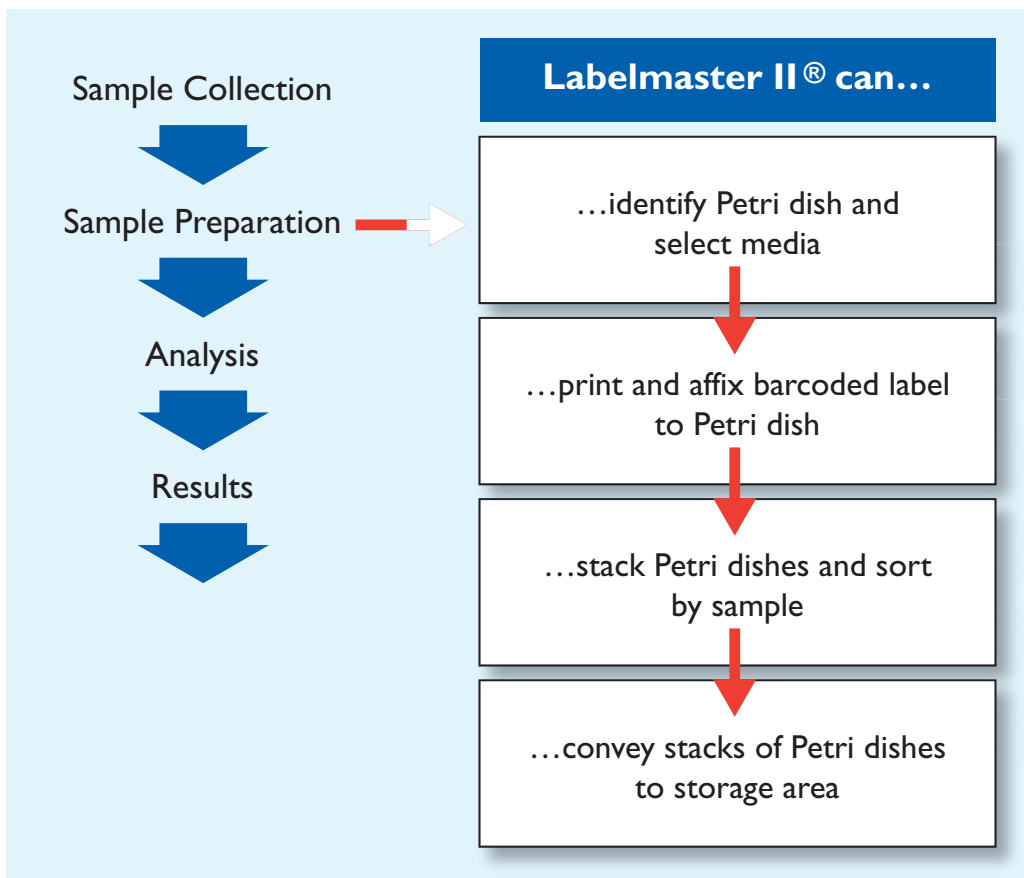 Sample Collection
Sample Preparation
Analysis
Results
Labelmaster II® can…
…identify Petri dish and
select media
…print and affix barcoded label
to Petri dish
…stack Petri dishes and sort
by sample
…convey stacks of Petri dishes
to storage area